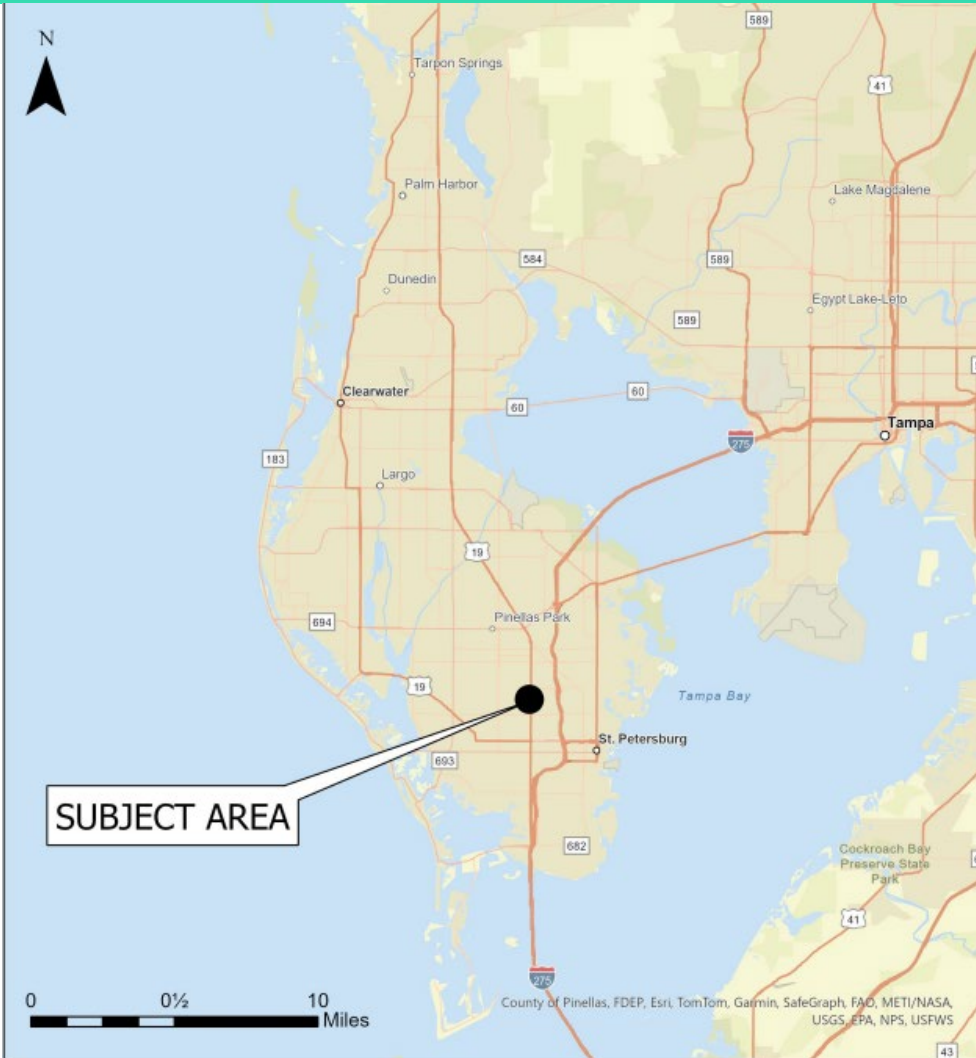 N
589
Tarpon Springs
41
Palm Harbor
Lake Magdalene
584
589
Dunedin
Egypt Lake-Leto
589
Clearwater
60
60
Tampa
275
183
Largo
19
694
Pinellas Park
19
Tampa Bay
St. Petersburg
693
SUBJECT AREA
682
Cockroach Bay
Preserve State
Park
41
275
0 0½ 10
Miles
County of Pinellas, FDEP, Esri, TomTom, Garmin, SafeGraph, FAO, METI/NASA,
USGS, EPA, NPS, USFWS
43